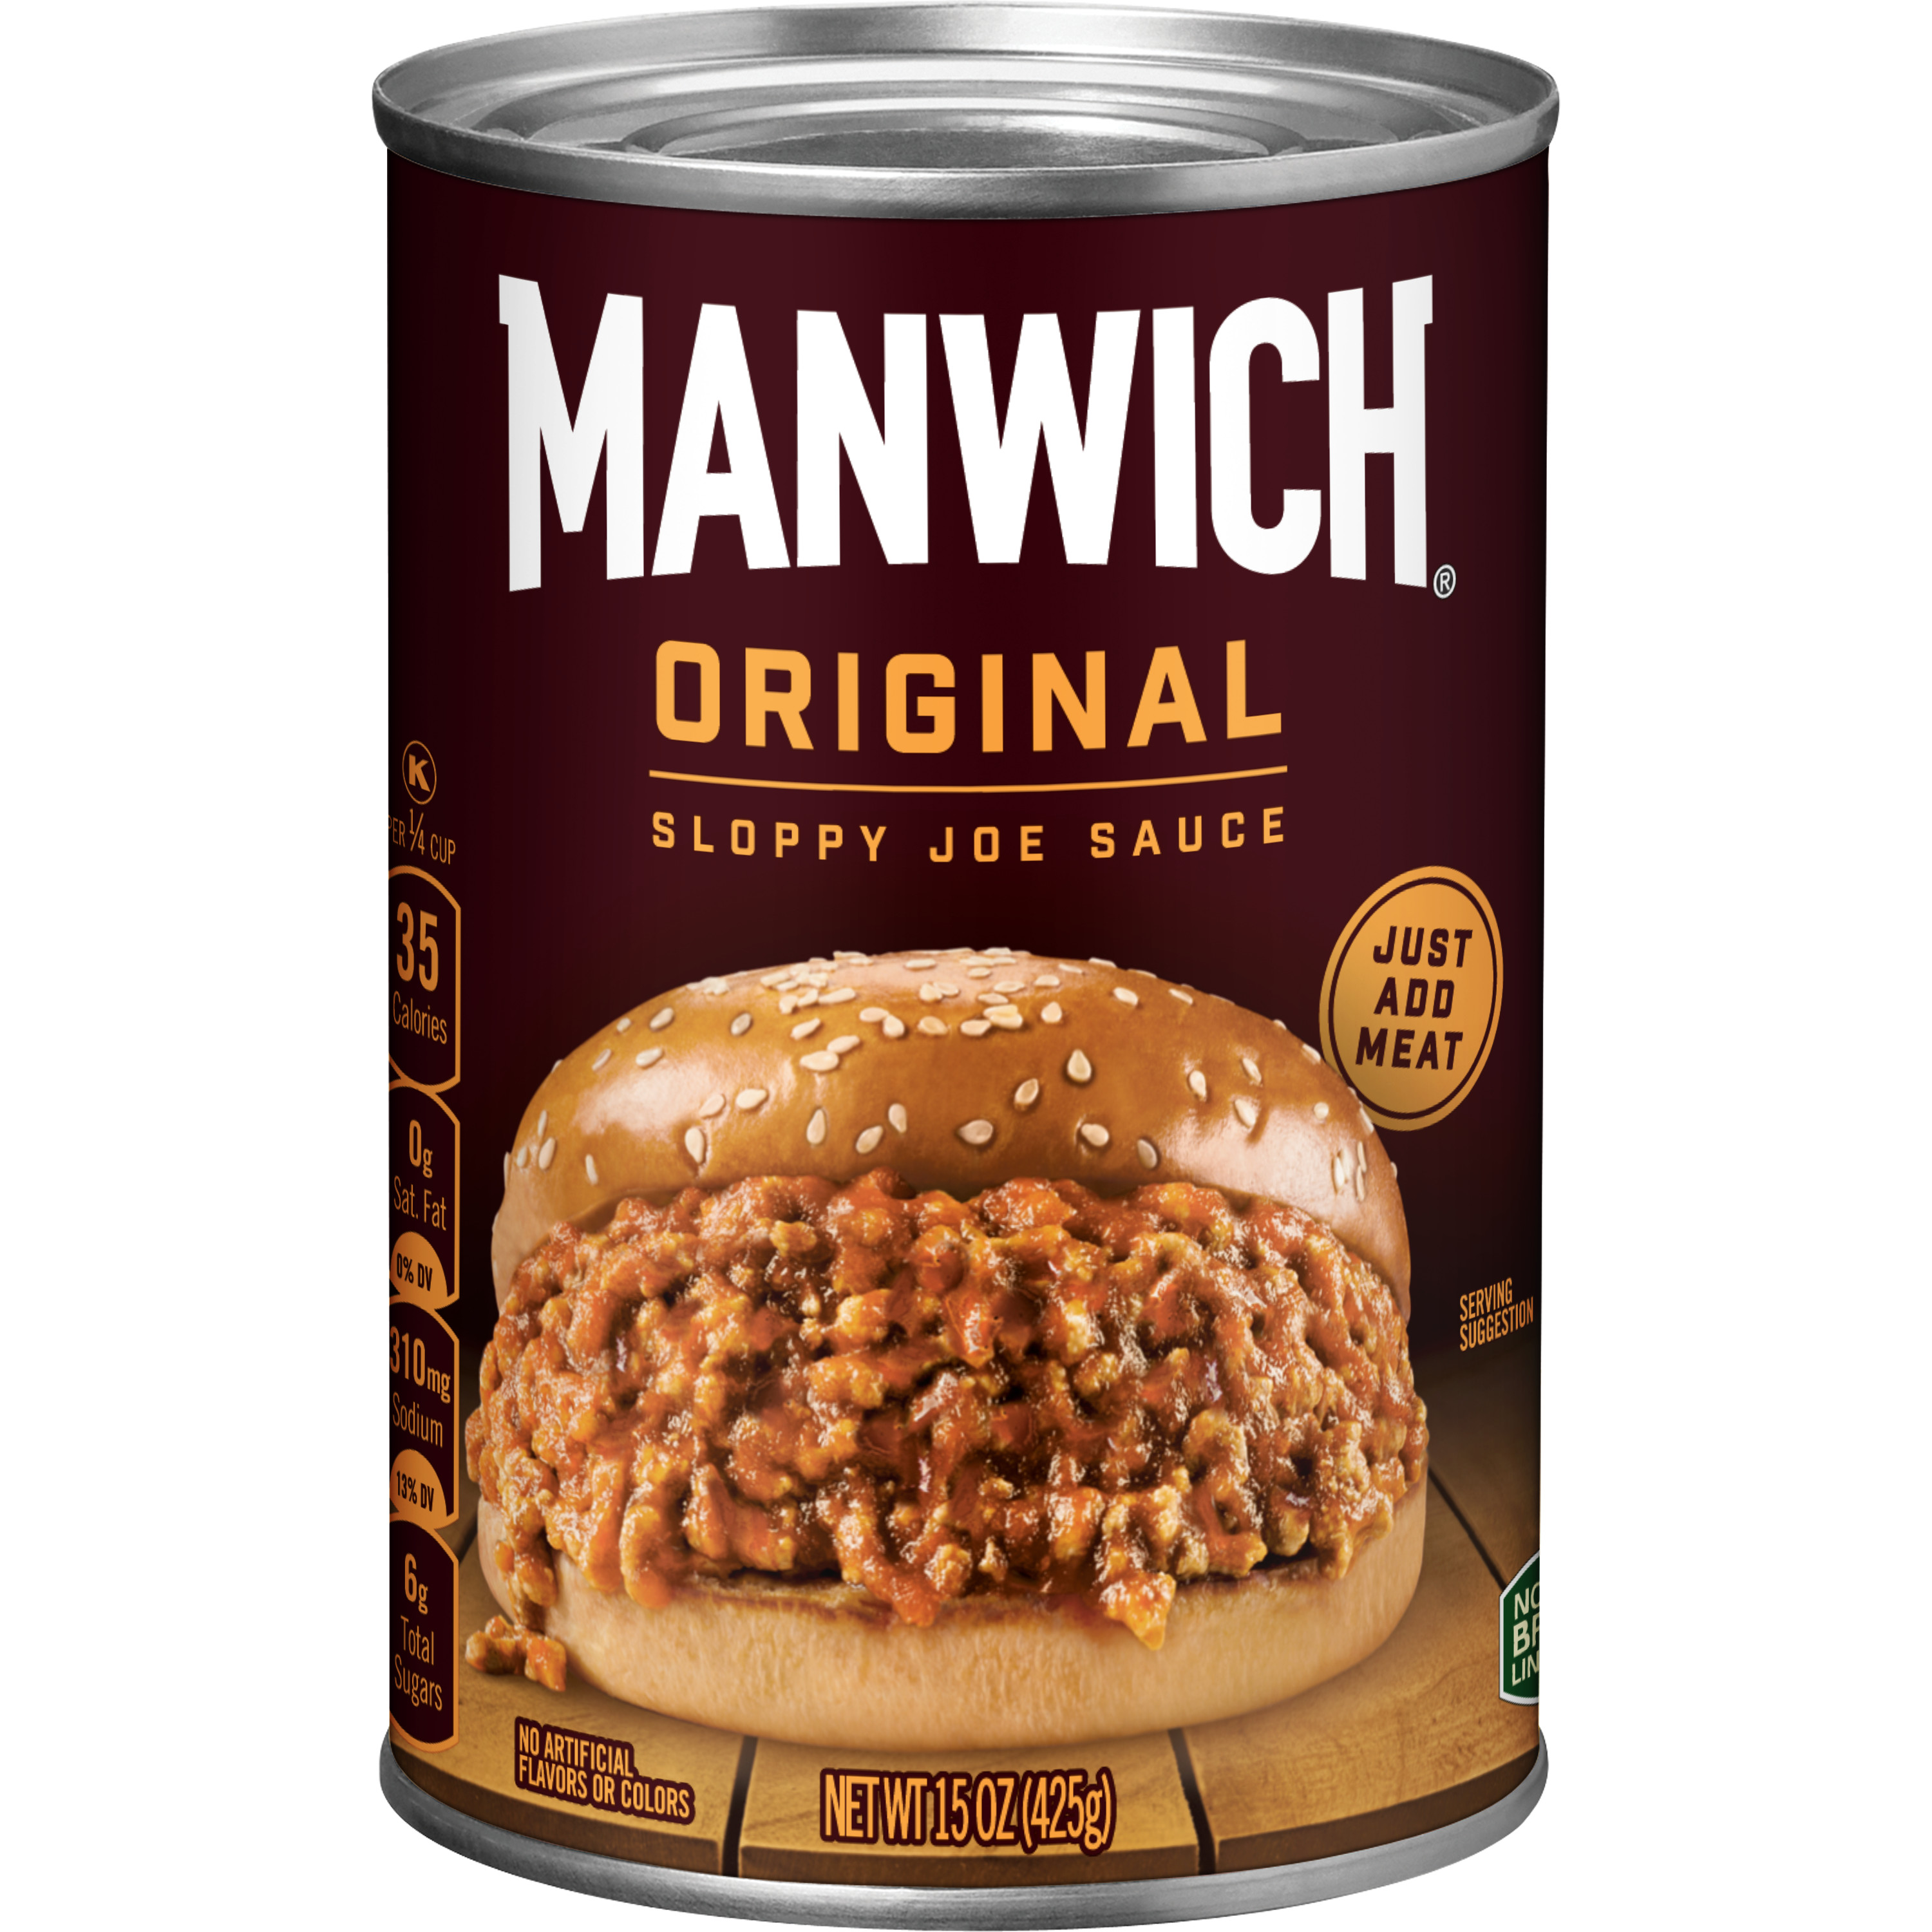 MANWICH®
ORIGINAL
SLOPPY JOE SAUCE
K
PER 1/4 CUP
35
Calories
0g
Sat. Fat
0% DV
310mg
Sodium
13% DV
6g
Total
Sugars
JUST
ADD
MEAT
SERVING
SUGGESTION
NO ARTIFICIAL
FLAVORS OR COLORS
NET WT 15 OZ (425g)